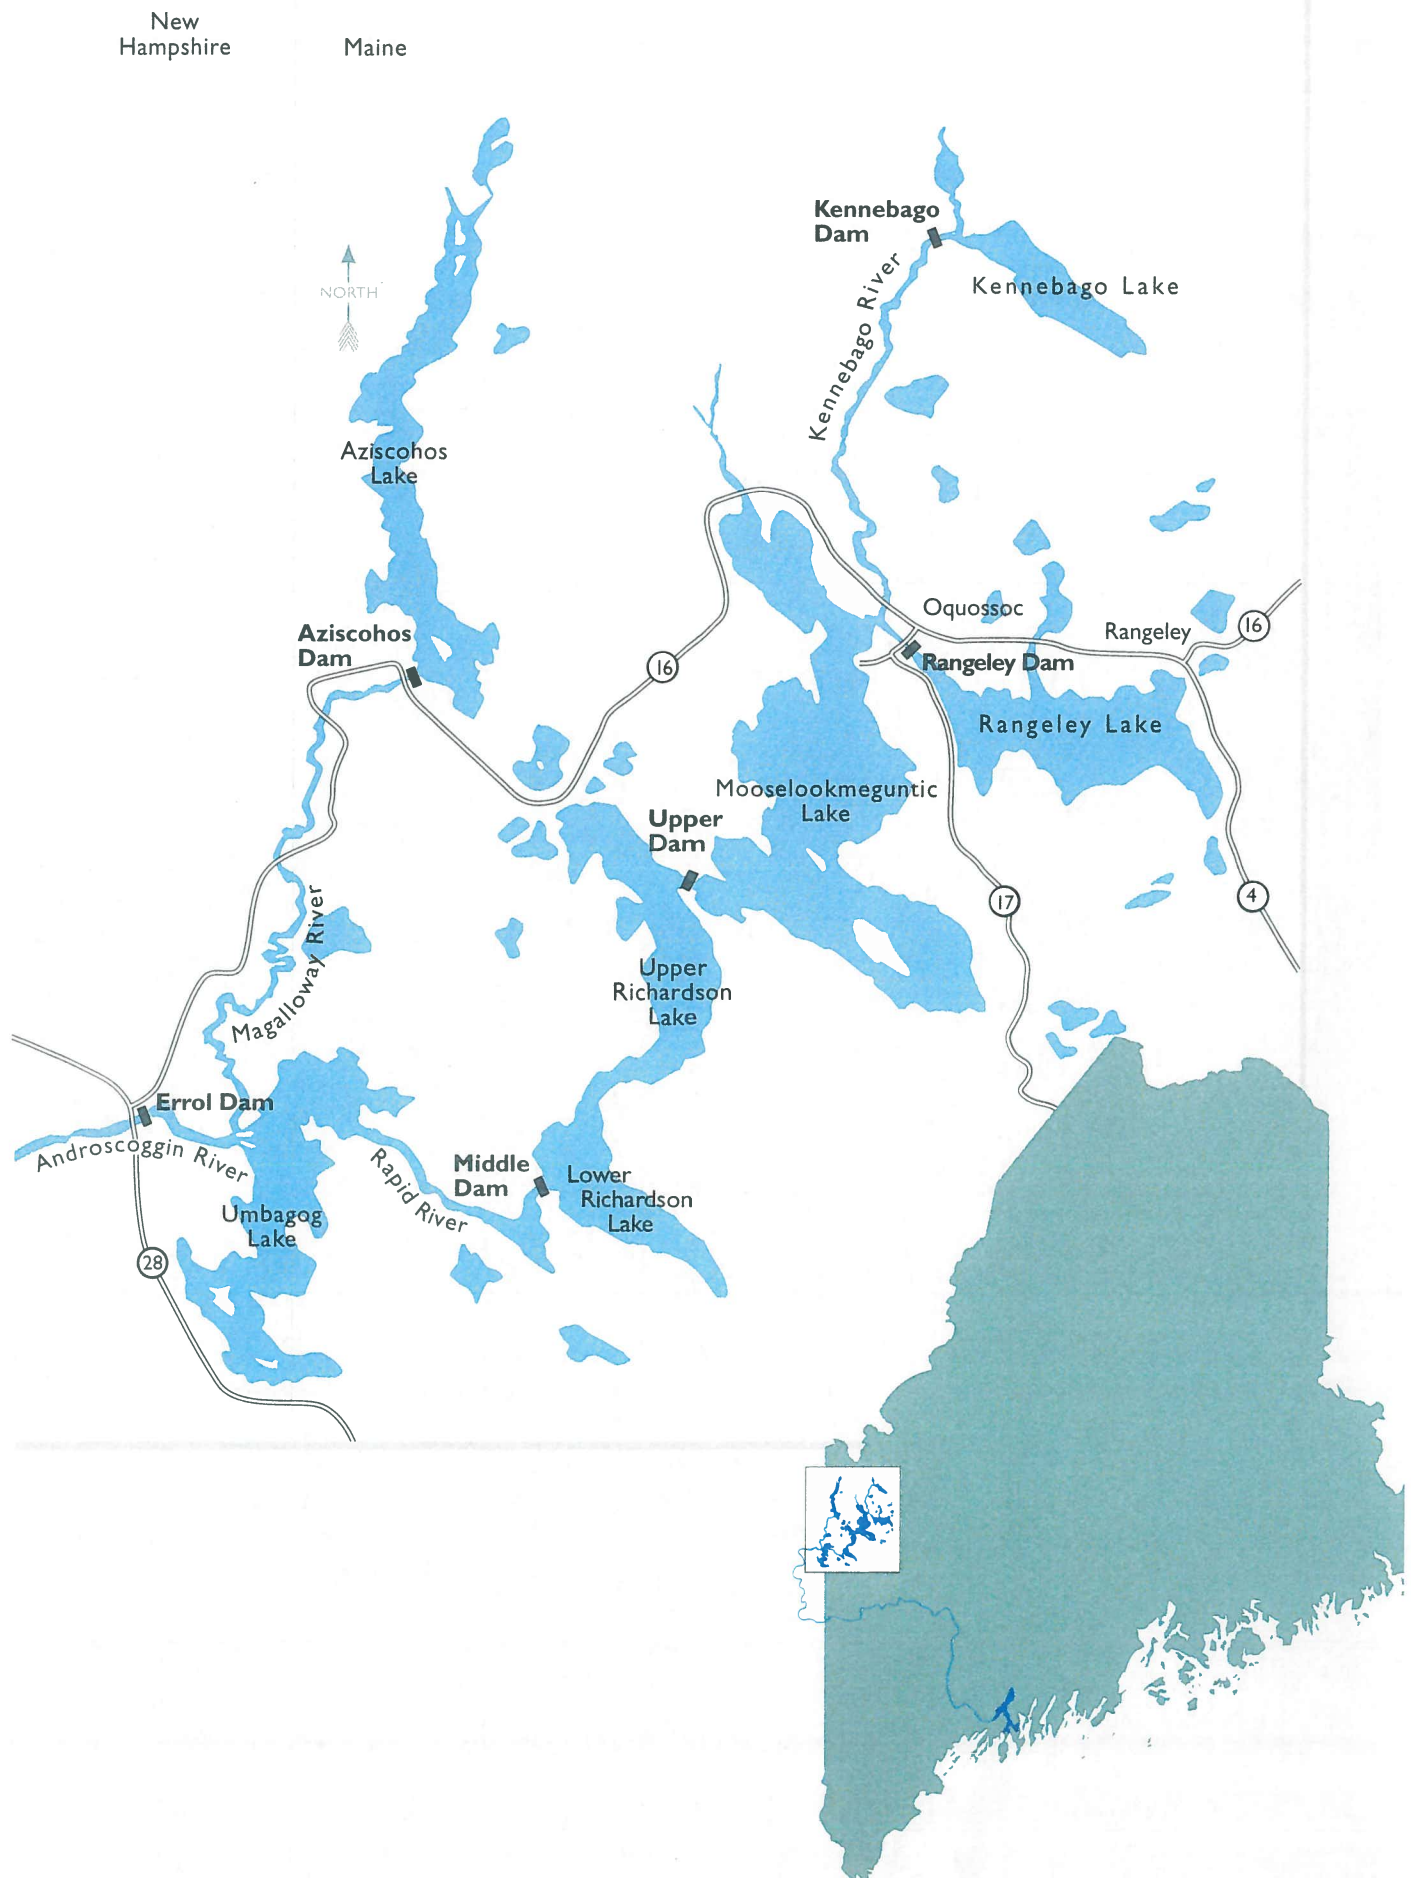 New
Hampshire
Maine
Kennebago
Dam
Kennebago Lake
NORTH
Kennebago River
Aziscohos
Lake
Oquossoc
Rangeley
16
Aziscohos
Dam
Rangeley Dam
16
Rangeley Lake
Mooselookmeguntic
Lake
Upper
Dam
17
4
Magalloway River
Upper
Richardson
Lake
Errol Dam
Androscoggin River
Rapid River
Middle
Dam
Lower
Richardson
Lake
Umbagog
Lake
28